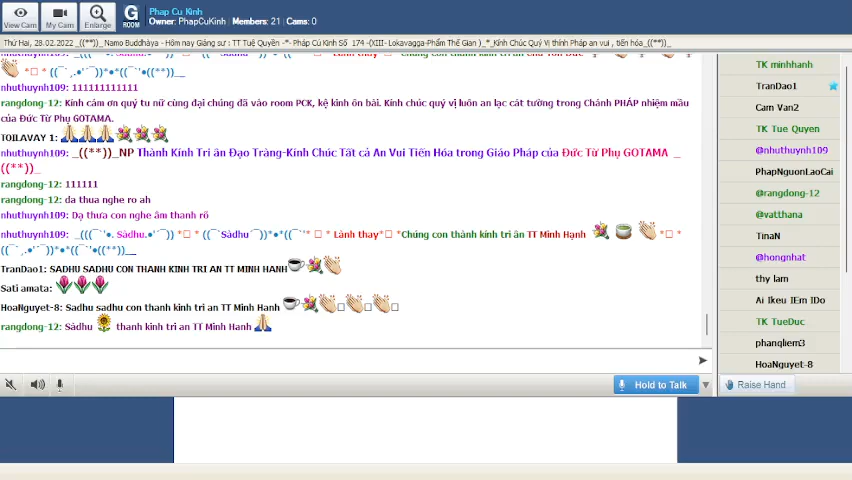 Phap Cu Kinh
Owner: PhapCuKinh | Members: 21 | Cams: 0
View Cam
My Cam
Enlarge
G
ROOM
Thứ Hai, 28.02.2022 _((**))_ Namo Buddhàya - Hôm nay Giảng sư : TT Tuệ Quyền -*- Pháp Cú Kinh Số 174 -(XIII- Lokavagga-Phẩm Thế Gian )_*_Kính Chúc Quý Vị thính Pháp an vui , tiến hóa_((**))_
nhuthuynh109: 111111111111
rangdong-12: Kính cám ơn quý tu nữ cùng đại chúng đã vào room PCK, kệ kinh ôn bài. Kính chúc quý vị luôn an lạc cát tường trong Chánh PHÁP nhiệm mầu
của Đức Từ Phụ GOTAMA.
TOILAVAY 1:
nhuthuynh109: _((**))_NP Thành Kính Tri ân Đạo Tràng-Kính Chúc Tất cả An Vui Tiến Hóa trong Giáo Pháp của Đức Từ Phụ GOTAMA _
((**))_
rangdong-12: 111111
rangdong-12: da thua nghe ro ah
nhuthuynh109: Dạ thưa con nghe âm thanh rõ
nhuthuynh109: _(((¯`'•. Sàdhu.•'´¯)) *□ * ((¯`Sàdhu´¯))*•*((¯`'* □ * Lành thay*□ *Chúng con thành kính tri ân TT Minh Hạnh *□ *
((¯`¸.•'´¯))*•*((¯`'•((**))__
TranDao1: SADHU SADHU CON THANH KINH TRI AN TT MINH HANH
Sati amata:
HoaNguyet-8: Sadhu sadhu con thanh kinh tri an TT Minh Hanh
rangdong-12: Sàdhu thanh kinh tri an TT Minh Hanh
Hold to Talk
TK minhhanh
TranDao1
Cam Van2
TK Tue Quyen
@nhuthuynh109
PhapNguonLaoCai
@rangdong-12
@vatthana
TinaN
@hongnhat
thy lam
Ai Ikeu IEm IDo
TK TueDuc
phanqliem3
HoaNguyet-8
Raise Hand